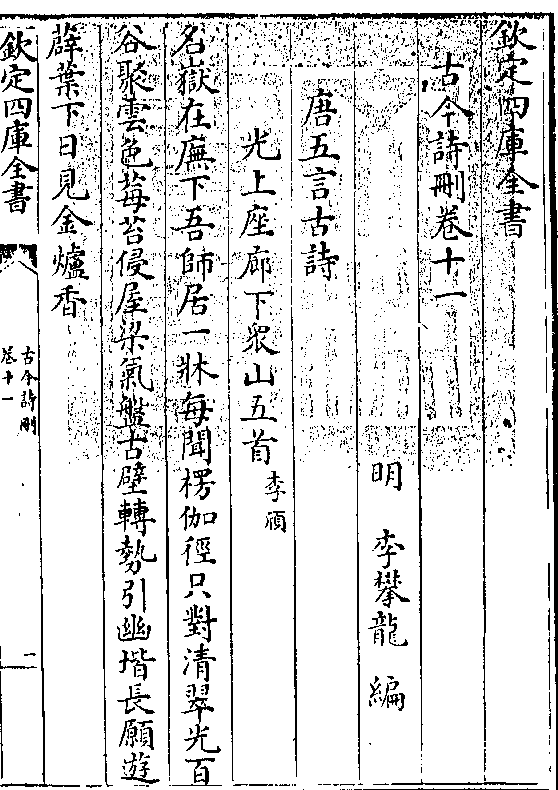 欽定四庫全書
古今詩刪卷十一
明 李攀龍 編
唐五言古詩
光上座廊下衆山五首 李頎
名嶽在廡下吾師居一牀每聞楞伽徑只對清翠光百
谷聚雲色莓苔侵屋梁氣盤古壁轉勢引幽堦長願遊
薜葉下日見金爐香
欽定四庫全書
古今詩刪
卷十一
一